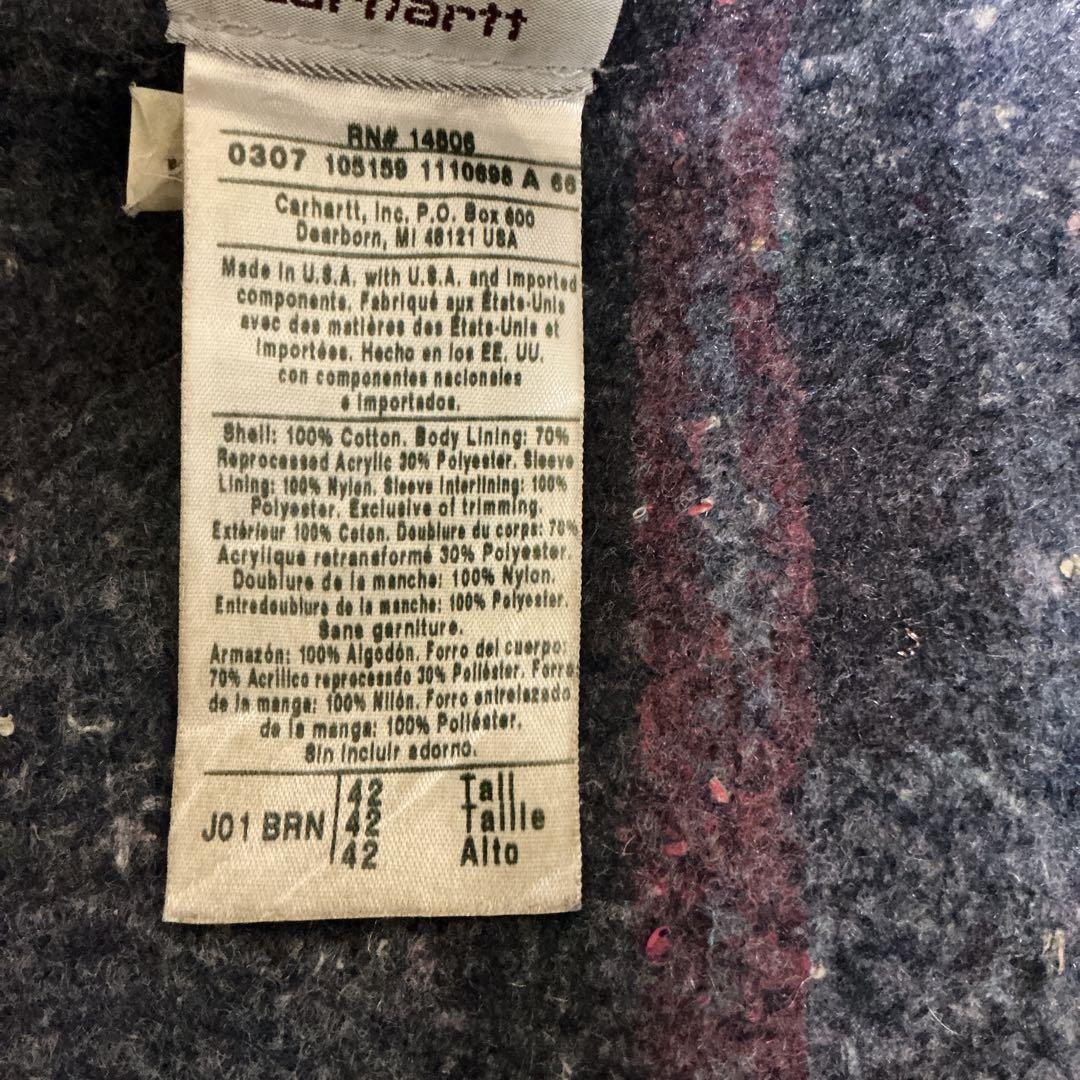 carhartt
RN# 14806
0307 105159 1110698 A 66
Carhartt, Inc. P.O. Box 600
Dearborn, MI 48121 USA
Made in U.S.A. with U.S.A. and Imported
components. Fabriqué aux États-Unis
avec des matières des États-Unis et
Importées. Hecho en los EE. UU.
con componentes nacionales
e importados.
Shell: 100% Cotton. Body Lining: 70%
Reprocessed Acrylic 30% Polyester. Sleeve
Lining: 100% Nylon. Sleeve Interlining: 100%
Polyester. Exclusive of trimming.
Extérieur 100% Coton. Doublure du corps: 70%
Acrylique retransformé 30% Polyester.
Doublure de la manche: 100% Nylon.
Entredoublure de la manche: 100% Polyester.
Sans garniture.
Armazón: 100% Algodón. Forro del cuerpo:
70% Acrílico reprocesado 30% Poliéster. Forro
de la manga: 100% Nilón. Forro entrelazado
de la manga: 100% Poliéster.
Sin incluir adorno.
42 Tall
J01 BRN 42 Taille
42 Alto